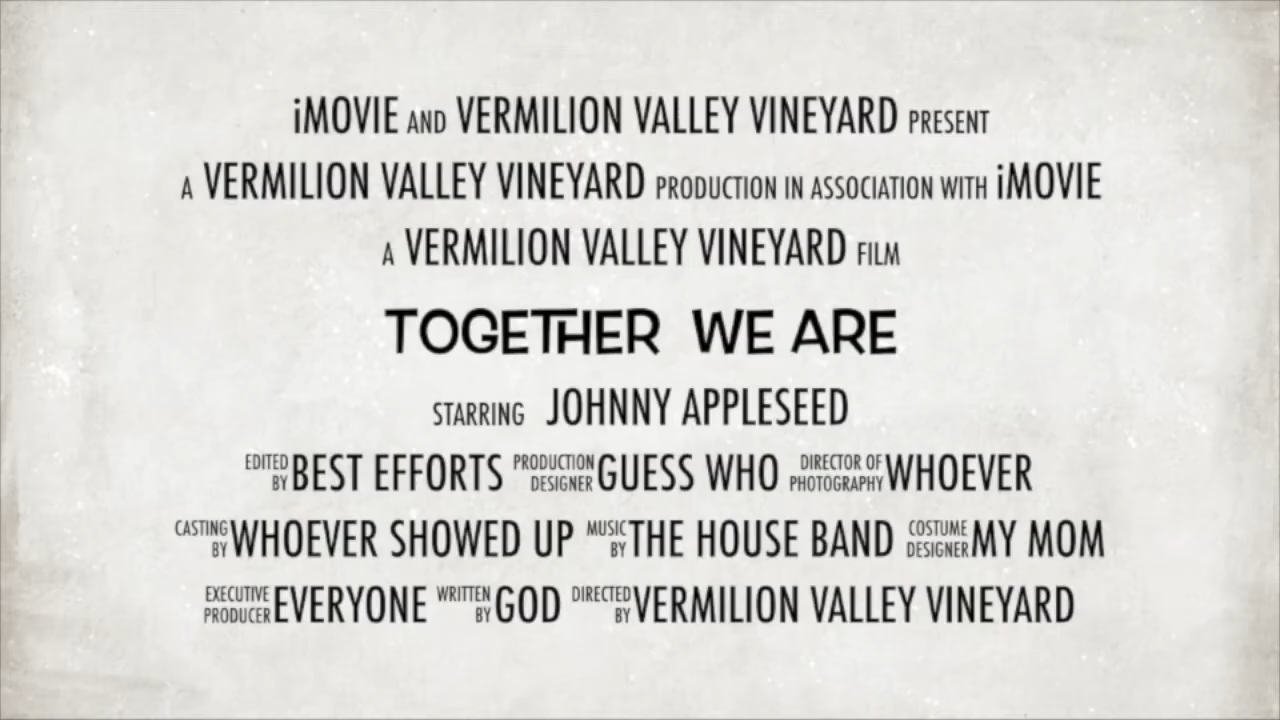 iMOVIE AND VERMILION VALLEY VINEYARD PRESENT
A VERMILION VALLEY VINEYARD PRODUCTION IN ASSOCIATION WITH iMOVIE
A VERMILION VALLEY VINEYARD FILM
TOGETHER WE ARE
STARRING JOHNNY APPLESEED
EDITED BY BEST EFFORTS PRODUCTION DESIGNER GUESS WHO DIRECTOR OF PHOTOGRAPHY WHOEVER
CASTING BY WHOEVER SHOWED UP MUSIC BY THE HOUSE BAND COSTUME DESIGNER MY MOM
EXECUTIVE PRODUCER EVERYONE WRITTEN BY GOD DIRECTED BY VERMILION VALLEY VINEYARD